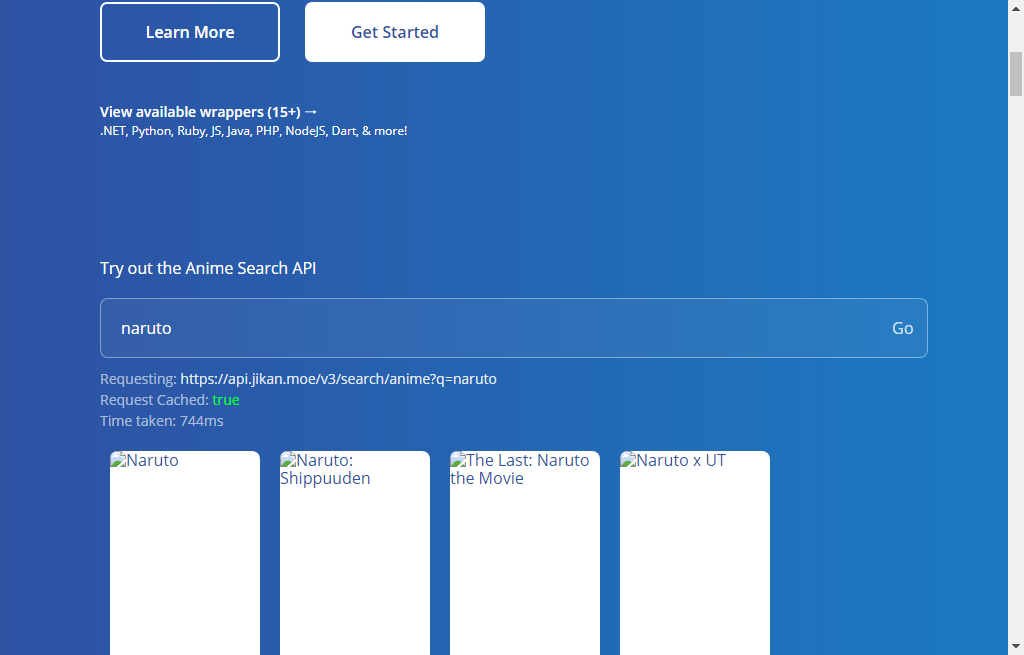 Learn More
Get Started
View available wrappers (15+) →
.NET, Python, Ruby, JS, Java, PHP, NodeJS, Dart, & more!
Try out the Anime Search API
naruto
Go
Requesting: https://api.jikan.moe/v3/search/anime?q=naruto
Request Cached: true
Time taken: 744ms
Naruto
Naruto:
Shippuuden
The Last: Naruto
the Movie
Naruto x UT